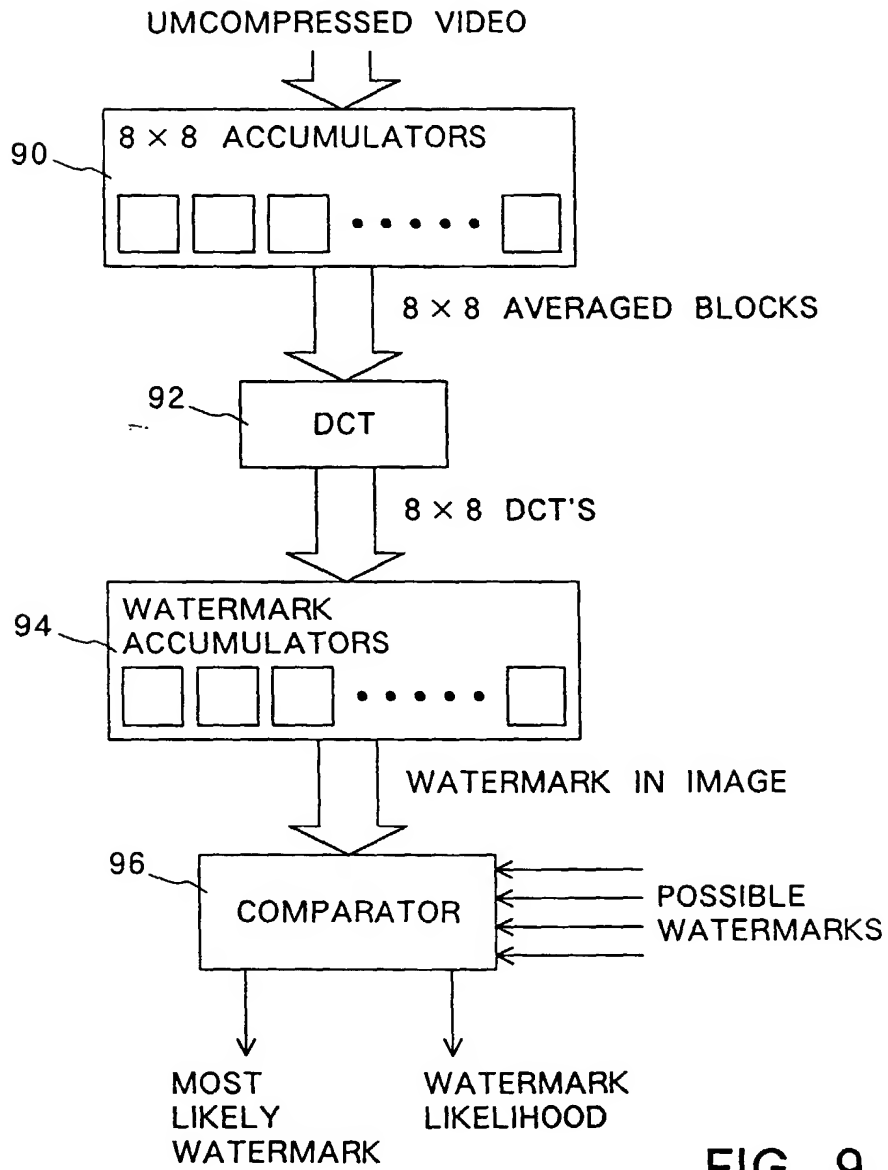 UMCOMPRESSED VIDEO
90
8 × 8 ACCUMULATORS
8 × 8 AVERAGED BLOCKS
92
DCT
8 × 8 DCT'S
94
WATERMARK
ACCUMULATORS
WATERMARK IN IMAGE
96
COMPARATOR
POSSIBLE
WATERMARKS
MOST
LIKELY
WATERMARK
WATERMARK
LIKELIHOOD
FIG. 9